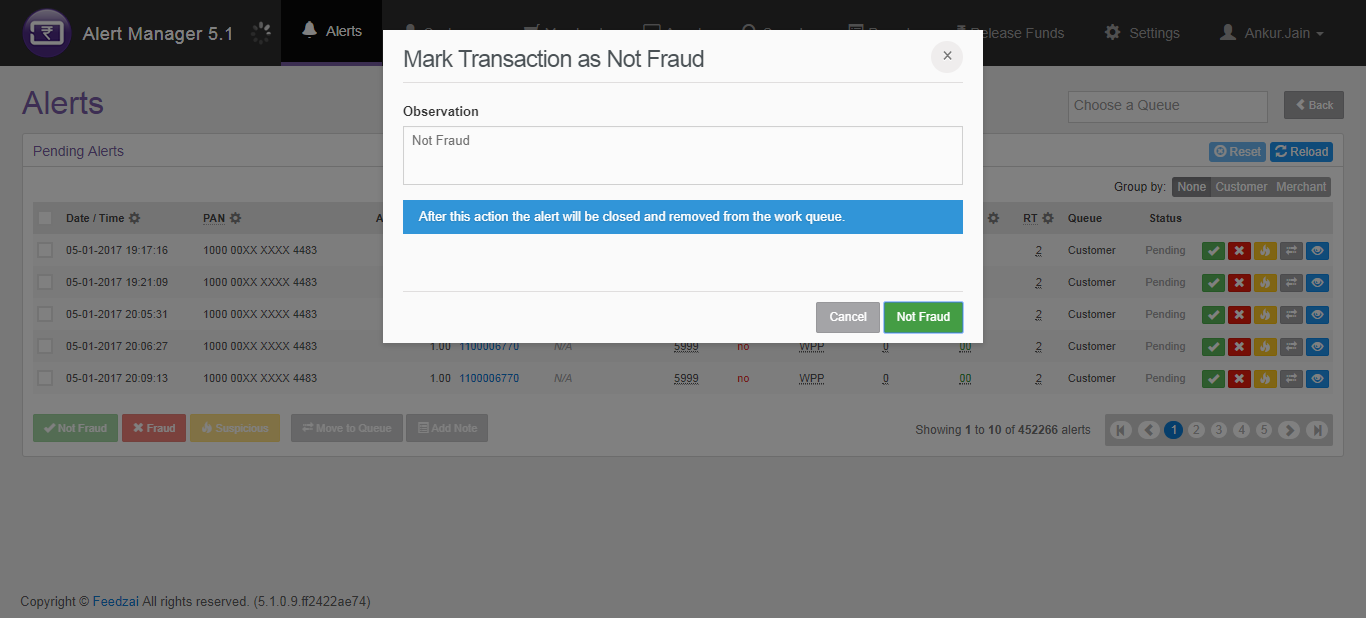 Alert Manager 5.1
Alerts
Release Funds
Settings
Ankur.Jain
Mark Transaction as Not Fraud
×
Alerts
Choose a Queue
Back
Observation
Not Fraud
Pending Alerts
Reset
Reload
Group by: None Customer Merchant
After this action the alert will be closed and removed from the work queue.
Date / Time PAN A RT Queue Status
05-01-2017 19:17:16 1000 00XX XXXX 4483 2 Customer Pending
05-01-2017 19:21:09 1000 00XX XXXX 4483 2 Customer Pending
05-01-2017 20:05:31 1000 00XX XXXX 4483 2 Customer Pending
Cancel Not Fraud
05-01-2017 20:06:27 1000 00XX XXXX 4483 1.00 1100006770 N/A 5999 no WPP 0 00 2 Customer Pending
05-01-2017 20:09:13 1000 00XX XXXX 4483 1.00 1100006770 N/A 5999 no WPP 0 00 2 Customer Pending
Not Fraud Fraud Suspicious Move to Queue Add Note Showing 1 to 10 of 452266 alerts 1 2 3 4 5
Copyright © Feedzai All rights reserved. (5.1.0.9.ff2422ae74)